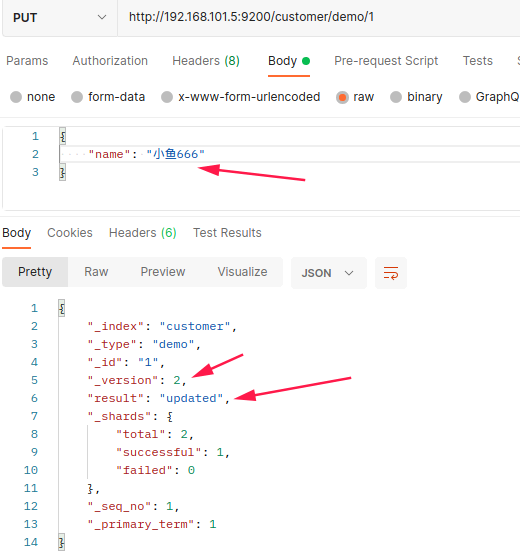 PUT http://192.168.101.5:9200/customer/demo/1
Params Authorization Headers (8) Body Pre-request Script Tests
none form-data x-www-form-urlencoded raw binary GraphQ
1 {
2 "name": "小鱼666"
3 }
Body Cookies Headers (6) Test Results
Pretty Raw Preview Visualize JSON
1 {
2 "_index": "customer",
3 "_type": "demo",
4 "_id": "1",
5 "_version": 2,
6 "result": "updated",
7 "_shards": {
8 "total": 2,
9 "successful": 1,
10 "failed": 0
11 },
12 "_seq_no": 1,
13 "_primary_term": 1
14 }